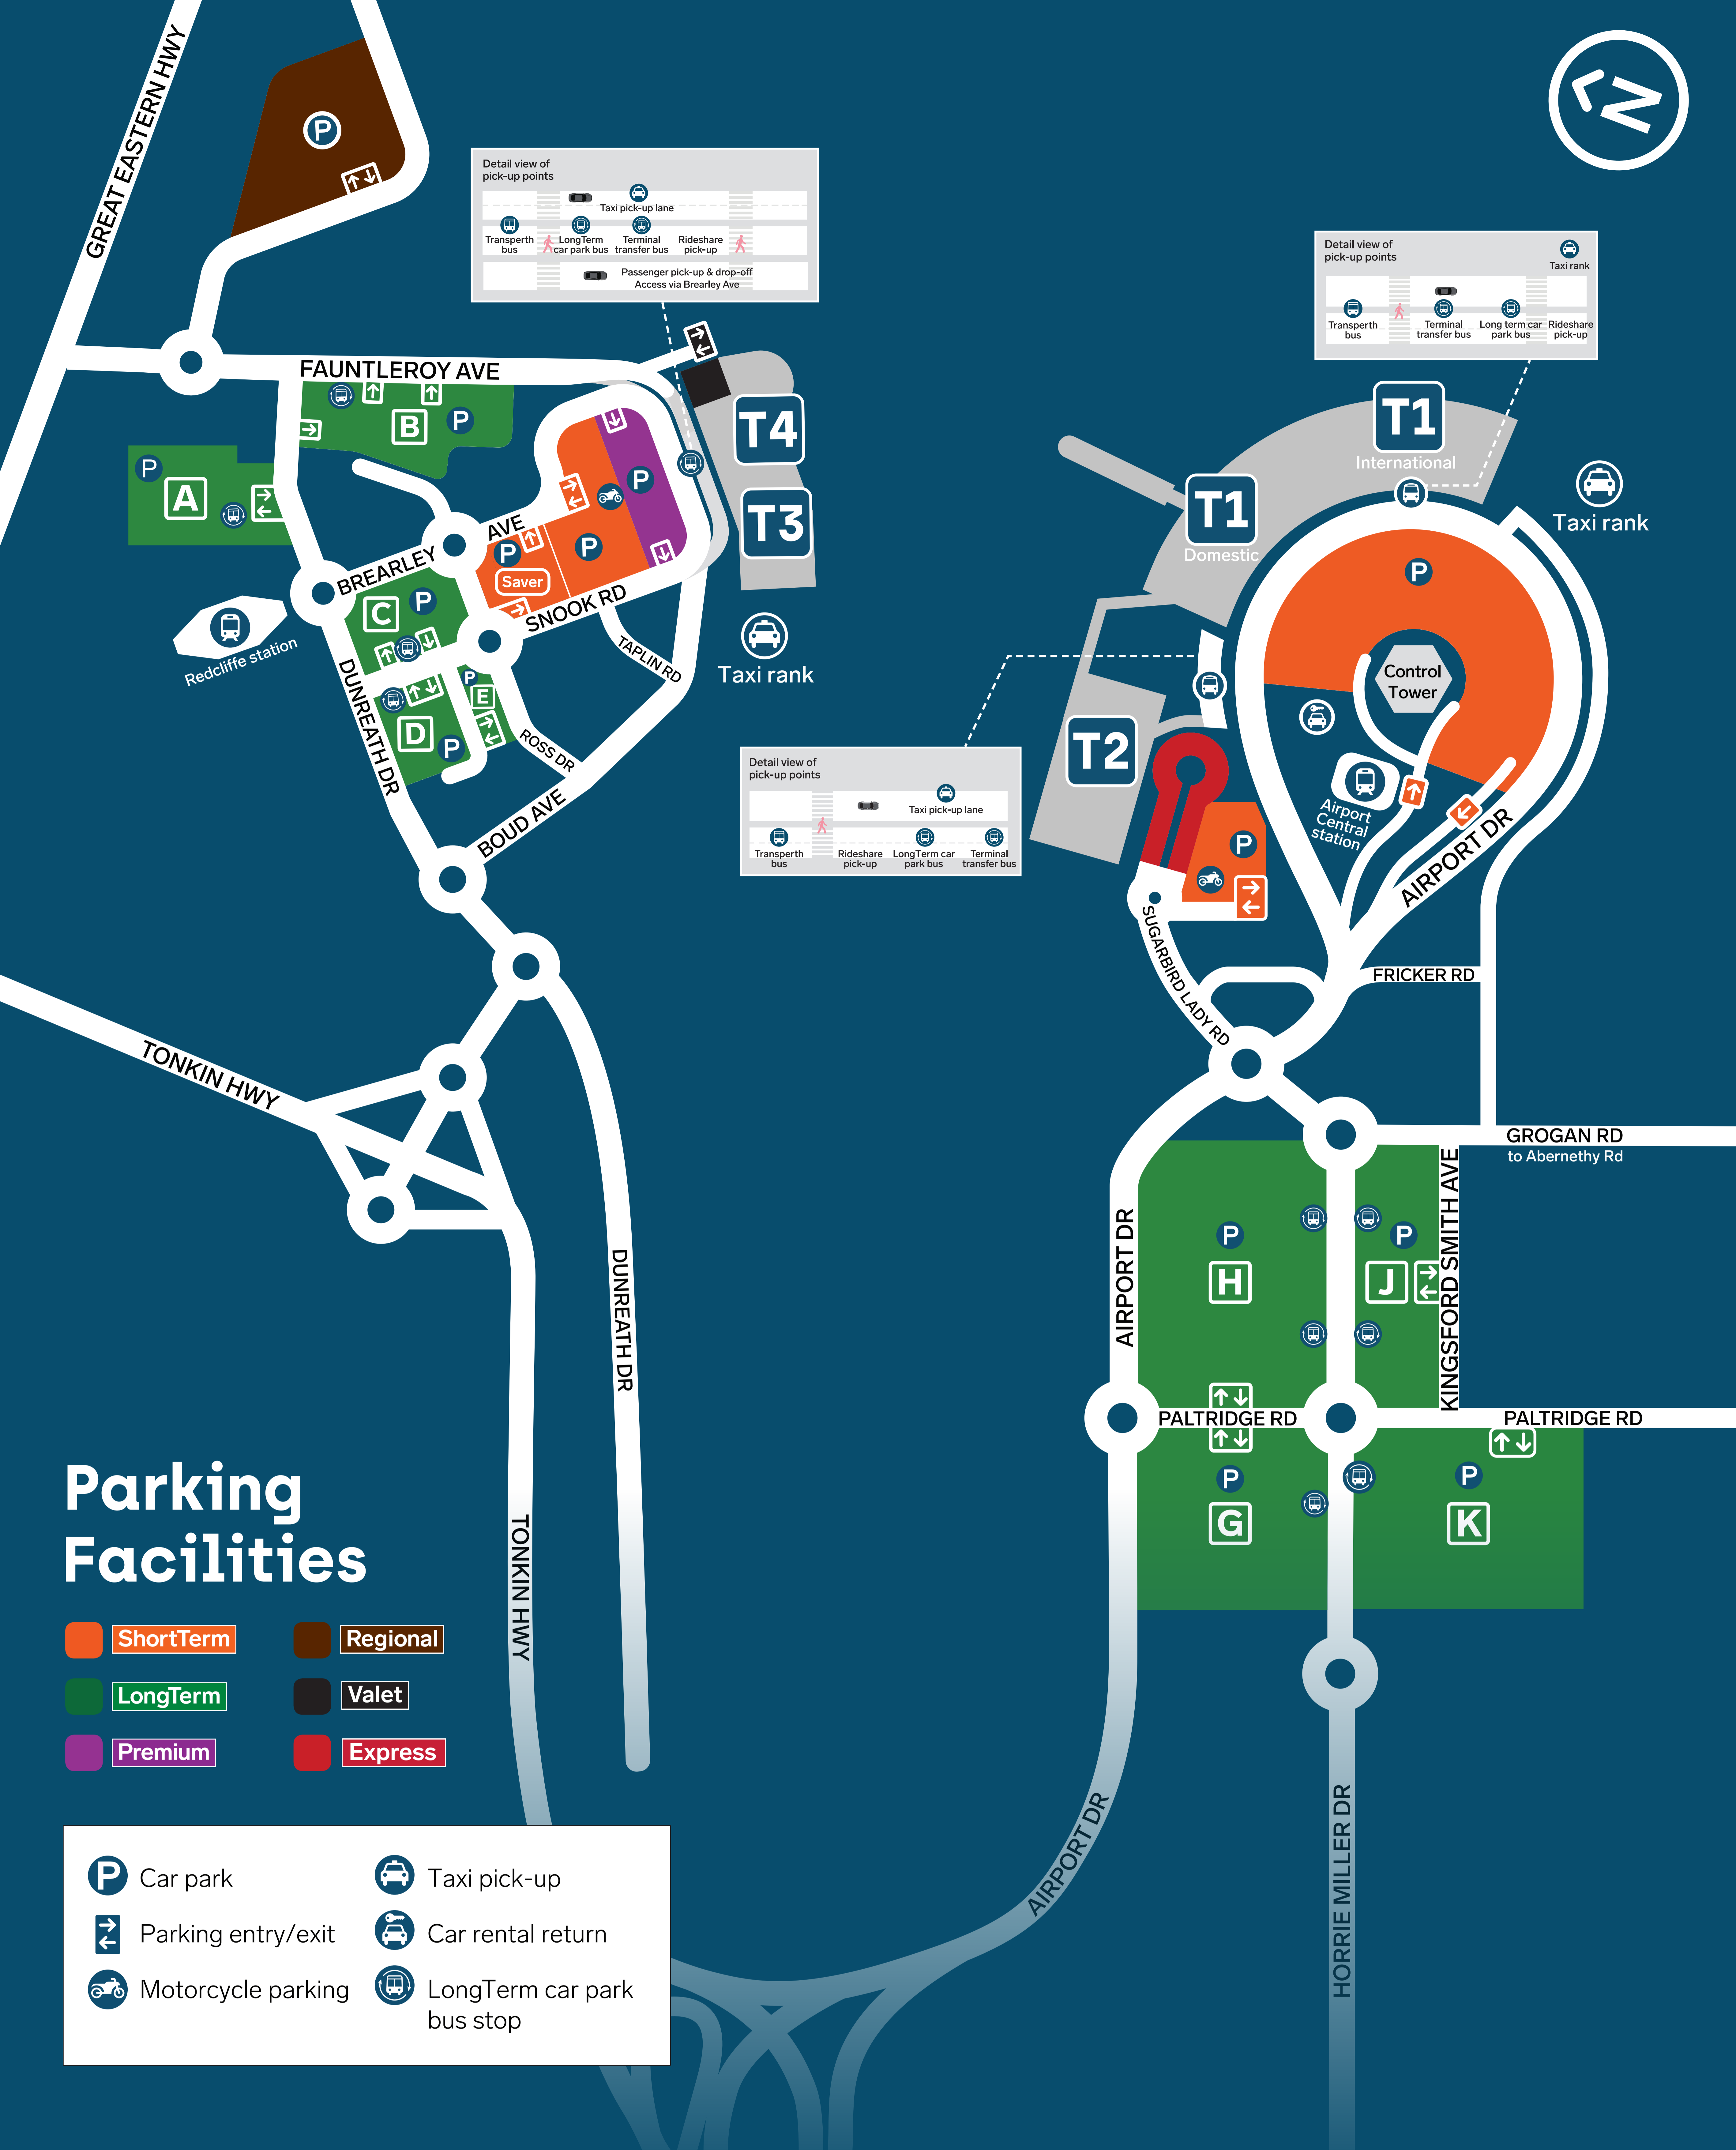 GREAT EASTERN HWY
P
N
Detail view of
pick-up points
Taxi pick-up lane
Transperth
bus
LongTerm
car park bus
Terminal
transfer bus
Rideshare
pick-up
Passenger pick-up & drop-off
Access via Brearley Ave
Detail view of
pick-up points
Taxi rank
Transperth
bus
Terminal
transfer bus
Long term car
park bus
Rideshare
pick-up
FAUNTLEROY AVE
B
P
P
A
T4
T3
P
P
P
Saver
BREARLEY
AVE
SNOOK RD
TAPLIN RD
Taxi rank
C
P
Redcliffe station
P
E
D
P
DUNREATH DR
ROSS DR
BOUD AVE
T1
International
T1
Domestic
Taxi rank
P
Control
Tower
Airport
Central
station
AIRPORT DR
T2
Detail view of
pick-up points
Taxi pick-up lane
Transperth
bus
Rideshare
pick-up
LongTerm car
park bus
Terminal
transfer bus
P
SUGARBIRD LADY RD
FRICKER RD
TONKIN HWY
GROGAN RD
to Abernethy Rd
DUNREATH DR
AIRPORT DR
P
H
P
J
KINGSFORD SMITH AVE
PALTRIDGE RD
PALTRIDGE RD
P
G
P
K
TONKIN HWY
AIRPORT DR
HORRIE MILLER DR
Parking
Facilities
ShortTerm
Regional
LongTerm
Valet
Premium
Express
P
Car park
Taxi pick-up
Parking entry/exit
Car rental return
Motorcycle parking
LongTerm car park
bus stop